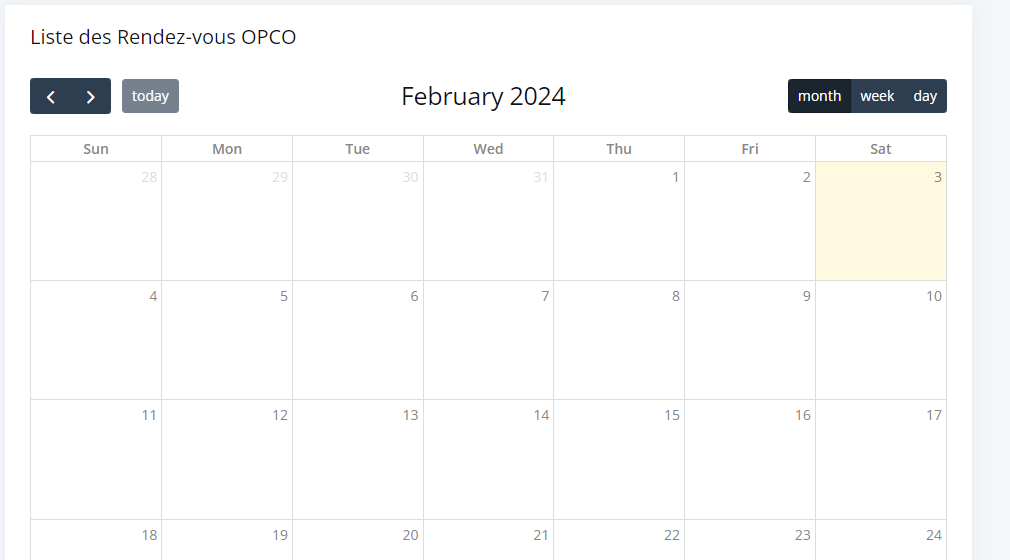 Liste des Rendez-vous OPCO
today February 2024 month week day
Sun Mon Tue Wed Thu Fri Sat
28 29 30 31 1 2 3
4 5 6 7 8 9 10
11 12 13 14 15 16 17
18 19 20 21 22 23 24